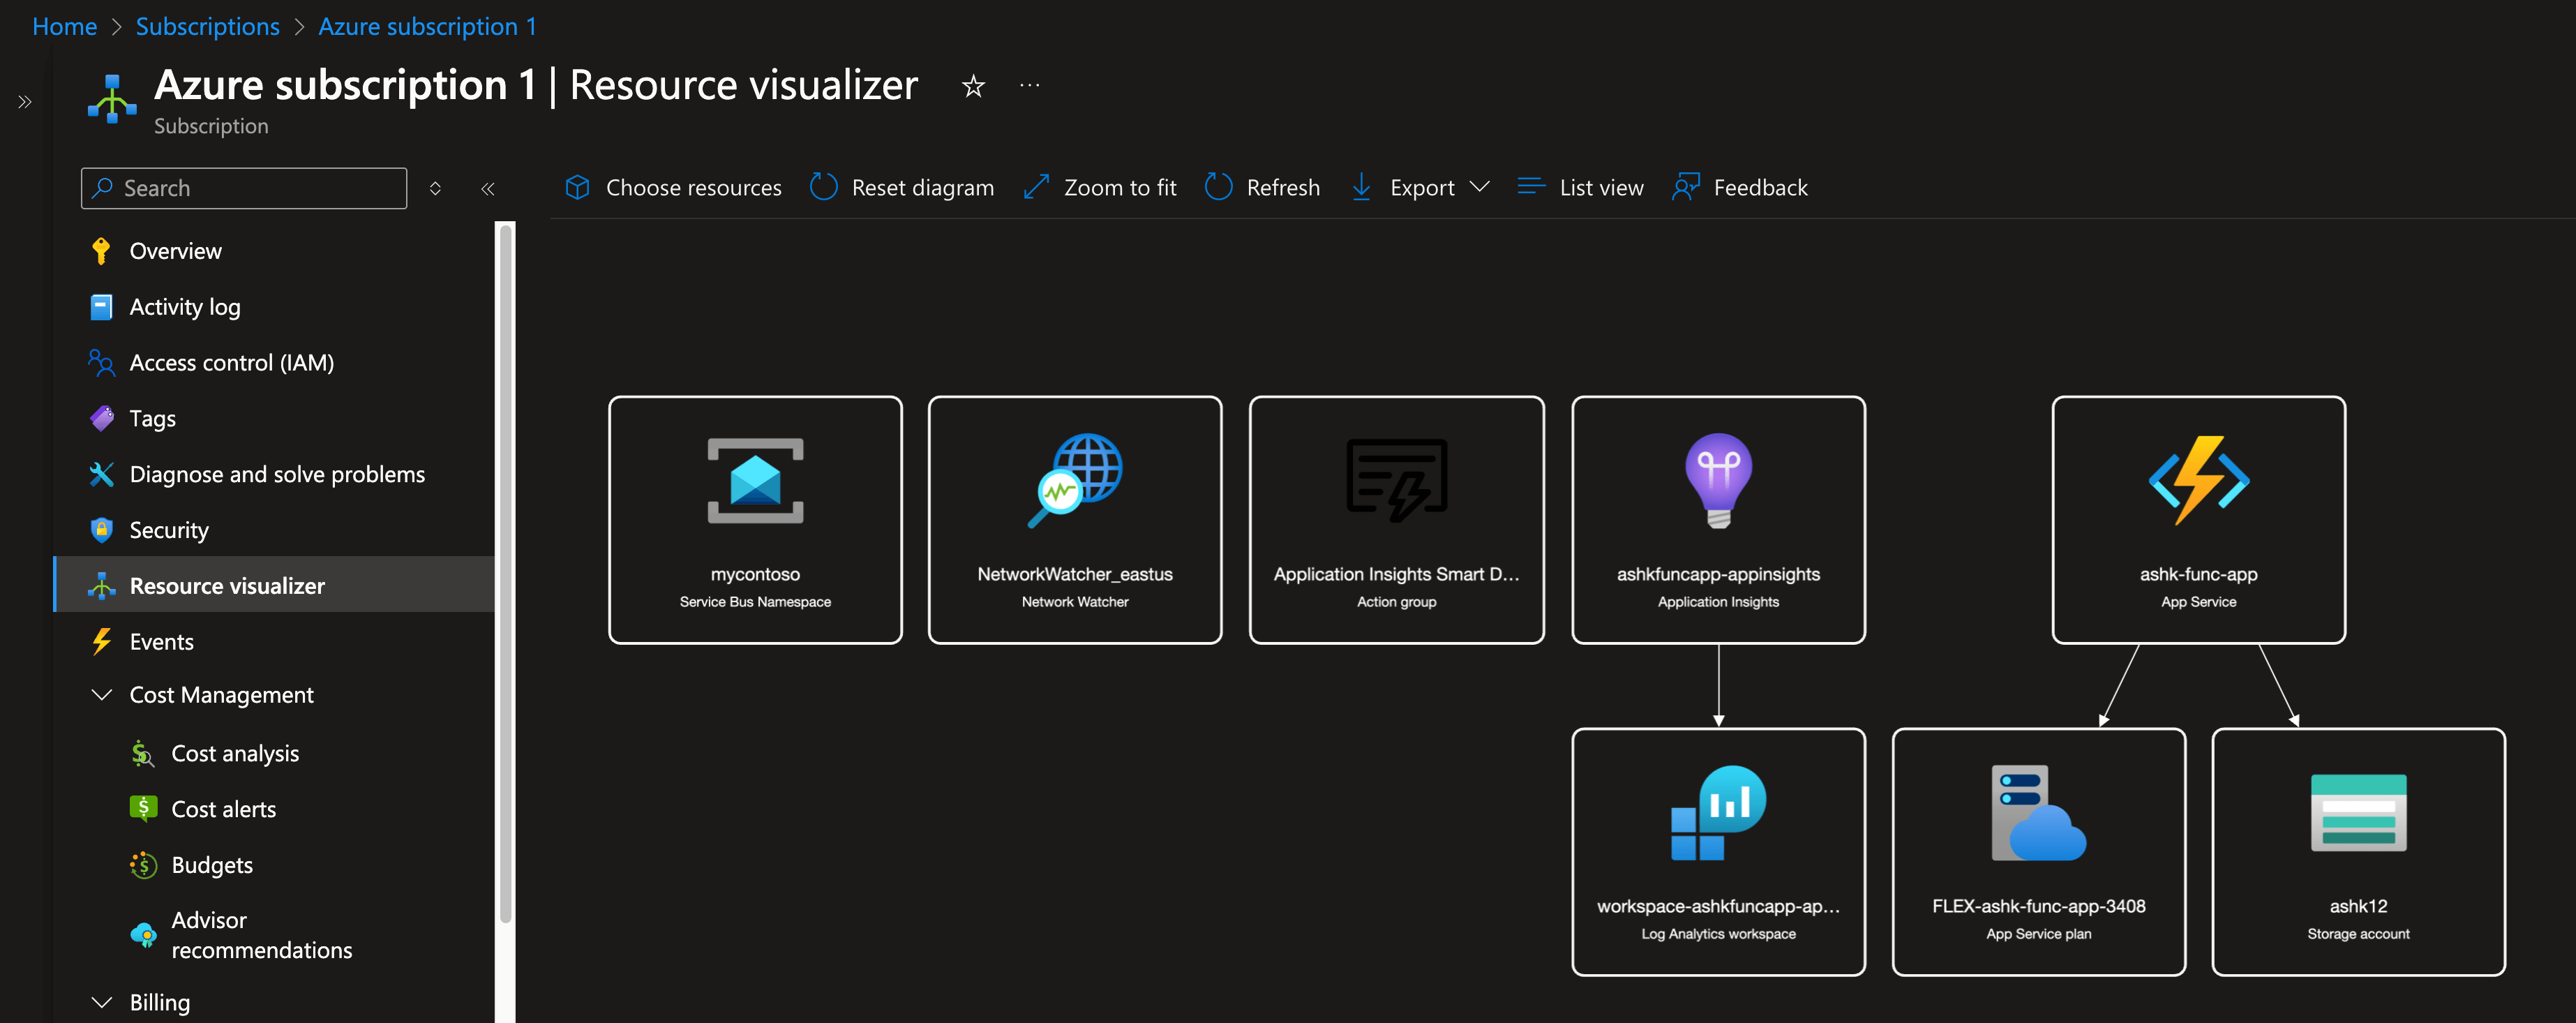 Home > Subscriptions > Azure subscription 1
Azure subscription 1 | Resource visualizer
Subscription
Search
Choose resources Reset diagram Zoom to fit Refresh Export List view Feedback
Overview
Activity log
Access control (IAM)
Tags
Diagnose and solve problems
Security
Resource visualizer
Events
Cost Management
Cost analysis
Cost alerts
Budgets
Advisor
recommendations
Billing
mycontoso
Service Bus Namespace
NetworkWatcher_eastus
Network Watcher
Application Insights Smart D...
Action group
ashkfuncapp-appinsights
Application Insights
ashk-func-app
App Service
workspace-ashkfuncapp-ap...
Log Analytics workspace
FLEX-ashk-func-app-3408
App Service plan
ashk12
Storage account